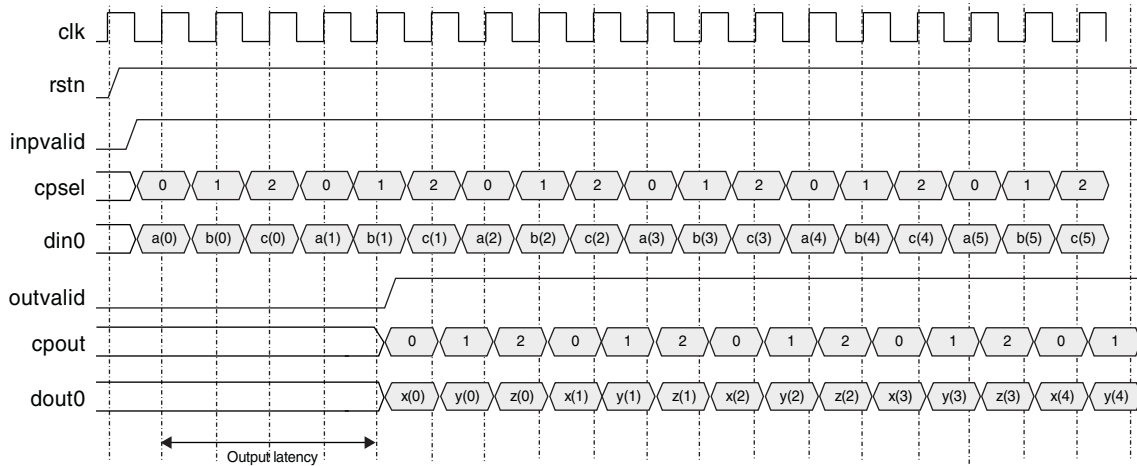 clk
rstn
inpvalid
cpsel 0 1 2 0 1 2 0 1 2 0 1 2 0 1 2 0 1 2
din0 a(0) b(0) c(0) a(1) b(1) c(1) a(2) b(2) c(2) a(3) b(3) c(3) a(4) b(4) c(4) a(5) b(5) c(5)
outvalid
cpout 0 1 2 0 1 2 0 1 2 0 1 2 0 1
dout0 x(0) y(0) z(0) x(1) y(1) z(1) x(2) y(2) z(2) x(3) y(3) z(3) x(4) y(4)
Output latency